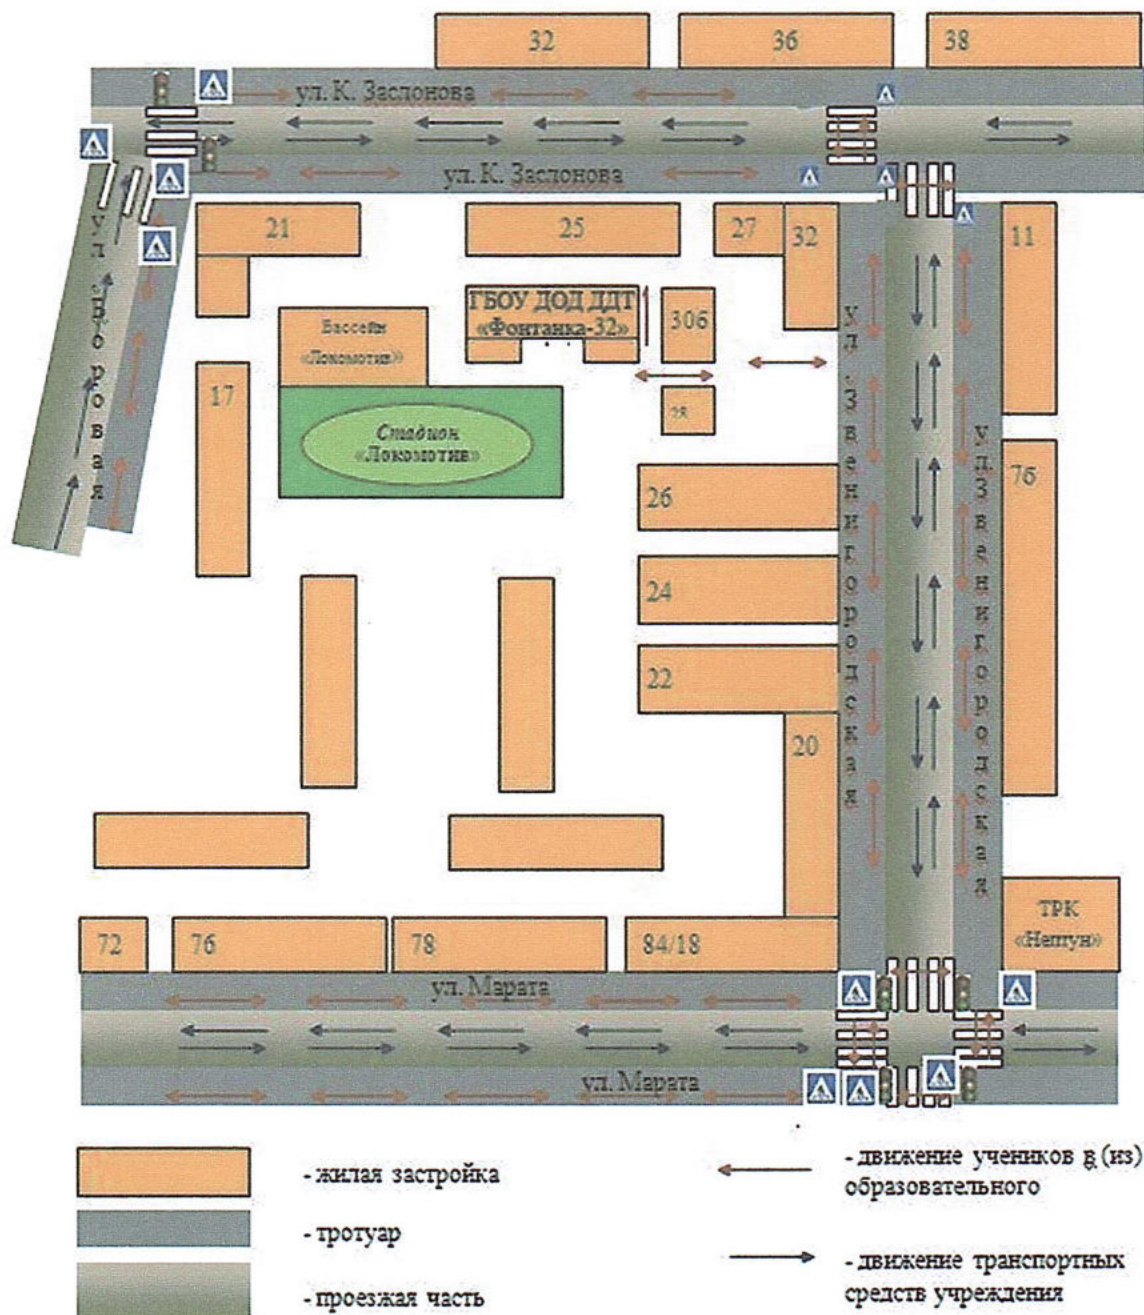 32
36
38
ул. К. Заслонова
ул. К. Заслонова
21
25
27
32
11
ГБОУ ДОД ДДТ
«Фонтанка-32»
30б
28
Бассейн
«Локомотив»
Стадион
«Локомотив»
17
ул. Боровая
26
24
22
20
ул. Звенигородская
ул.Звенигородская
7б
ТРК
«Нептун»
72
76
78
84/18
ул. Марата
ул. Марата
- жилая застройка
- тротуар
- проезжая часть
- движение учеников в (из)
образовательного
- движение транспортных
средств учреждения